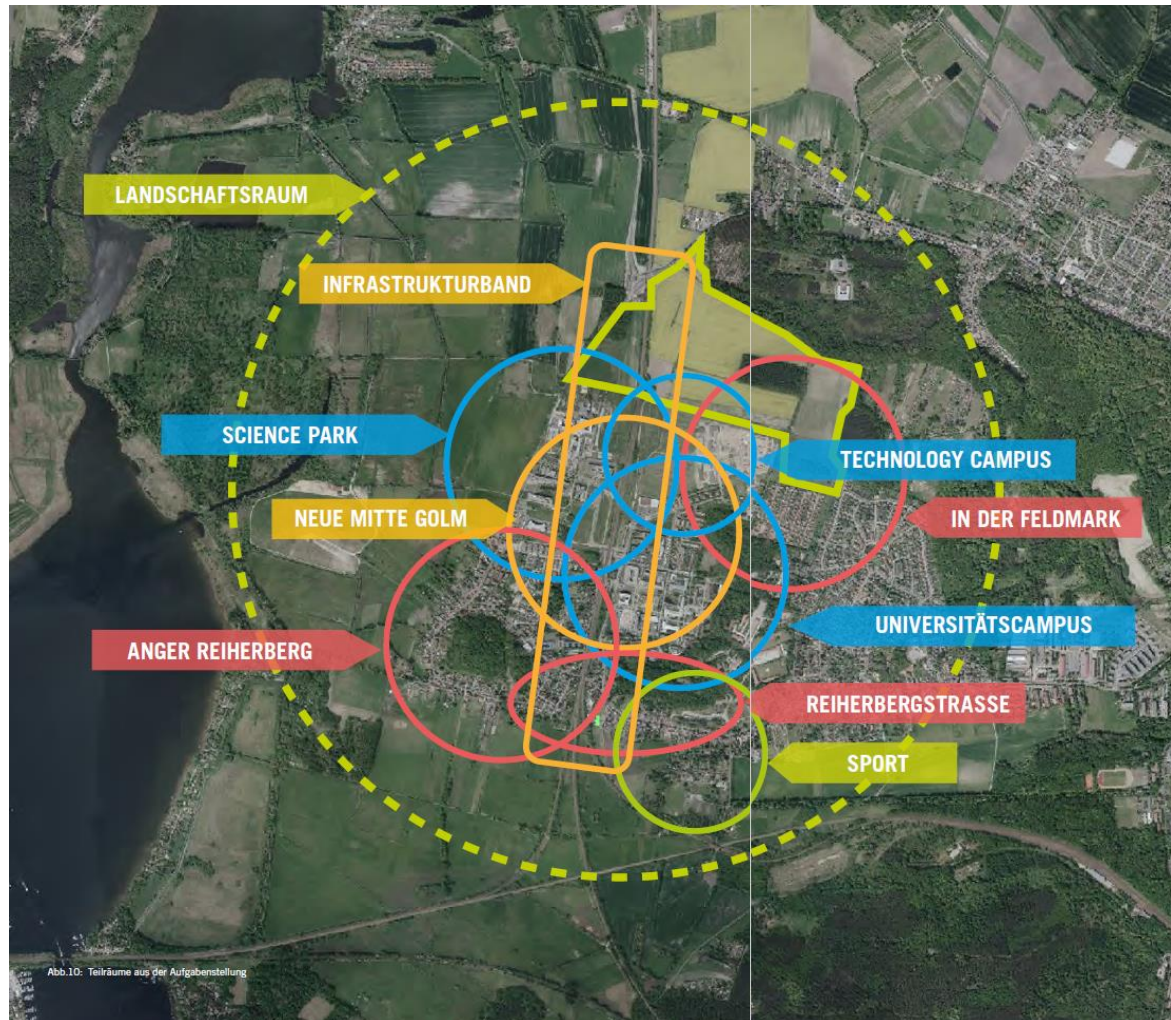 LANDSCHAFTSRAUM
INFRASTRUKTURBAND
SCIENCE PARK
TECHNOLOGY CAMPUS
NEUE MITTE GOLM
IN DER FELDMARK
UNIVERSITÄTSCAMPUS
ANGER REIHERBERG
REIHERBERGSTRASSE
SPORT
Abb.10: Teilräume aus der Aufgabenstellung